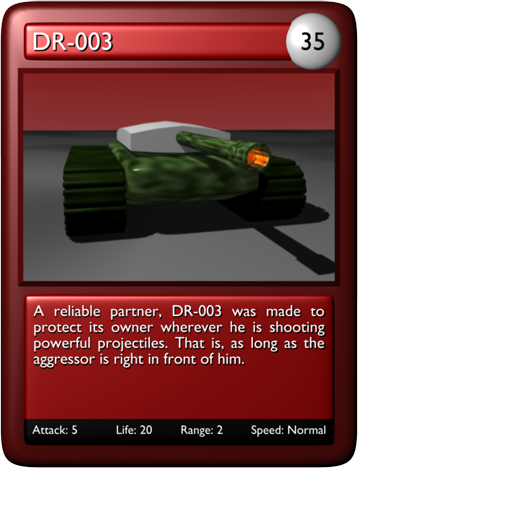 DR-003
35
A reliable partner, DR-003 was made to
protect its owner wherever he is shooting
powerful projectiles. That is, as long as the
aggressor is right in front of him.
Attack: 5 Life: 20 Range: 2 Speed: Normal